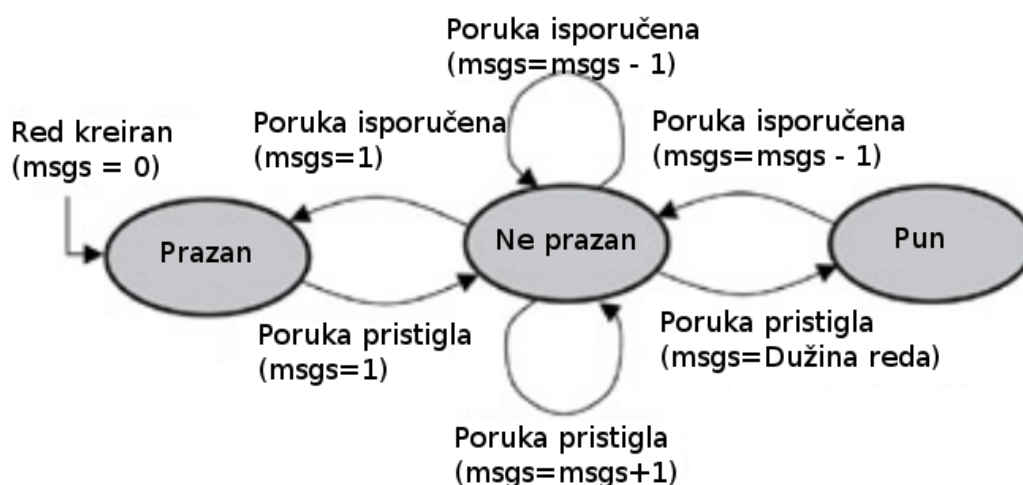 Poruka isporučena
(msgs=msgs - 1)
Red kreiran
(msgs = 0)
Poruka isporučena
(msgs=1)
Poruka isporučena
(msgs=msgs - 1)
Prazan
Ne prazan
Pun
Poruka pristigla
(msgs=1)
Poruka pristigla
(msgs=Dužina reda)
Poruka pristigla
(msgs=msgs+1)